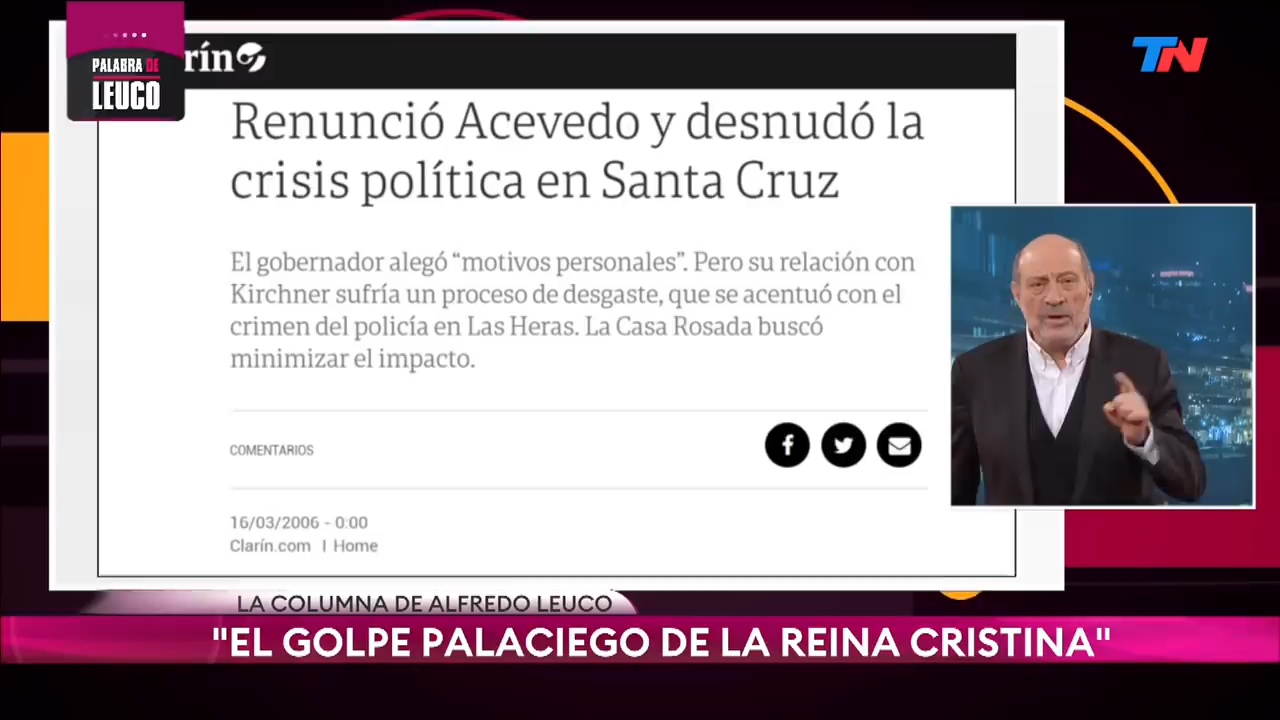 PALABRA DE
LEUCO
rín
TN
Renunció Acevedo y desnudó la
crisis política en Santa Cruz
El gobernador alegó “motivos personales”. Pero su relación con
Kirchner sufría un proceso de desgaste, que se acentuó con el
crimen del policía en Las Heras. La Casa Rosada buscó
minimizar el impacto.
COMENTARIOS
16/03/2006 - 0:00
Clarín.com | Home
LA COLUMNA DE ALFREDO LEUCO
"EL GOLPE PALACIEGO DE LA REINA CRISTINA"